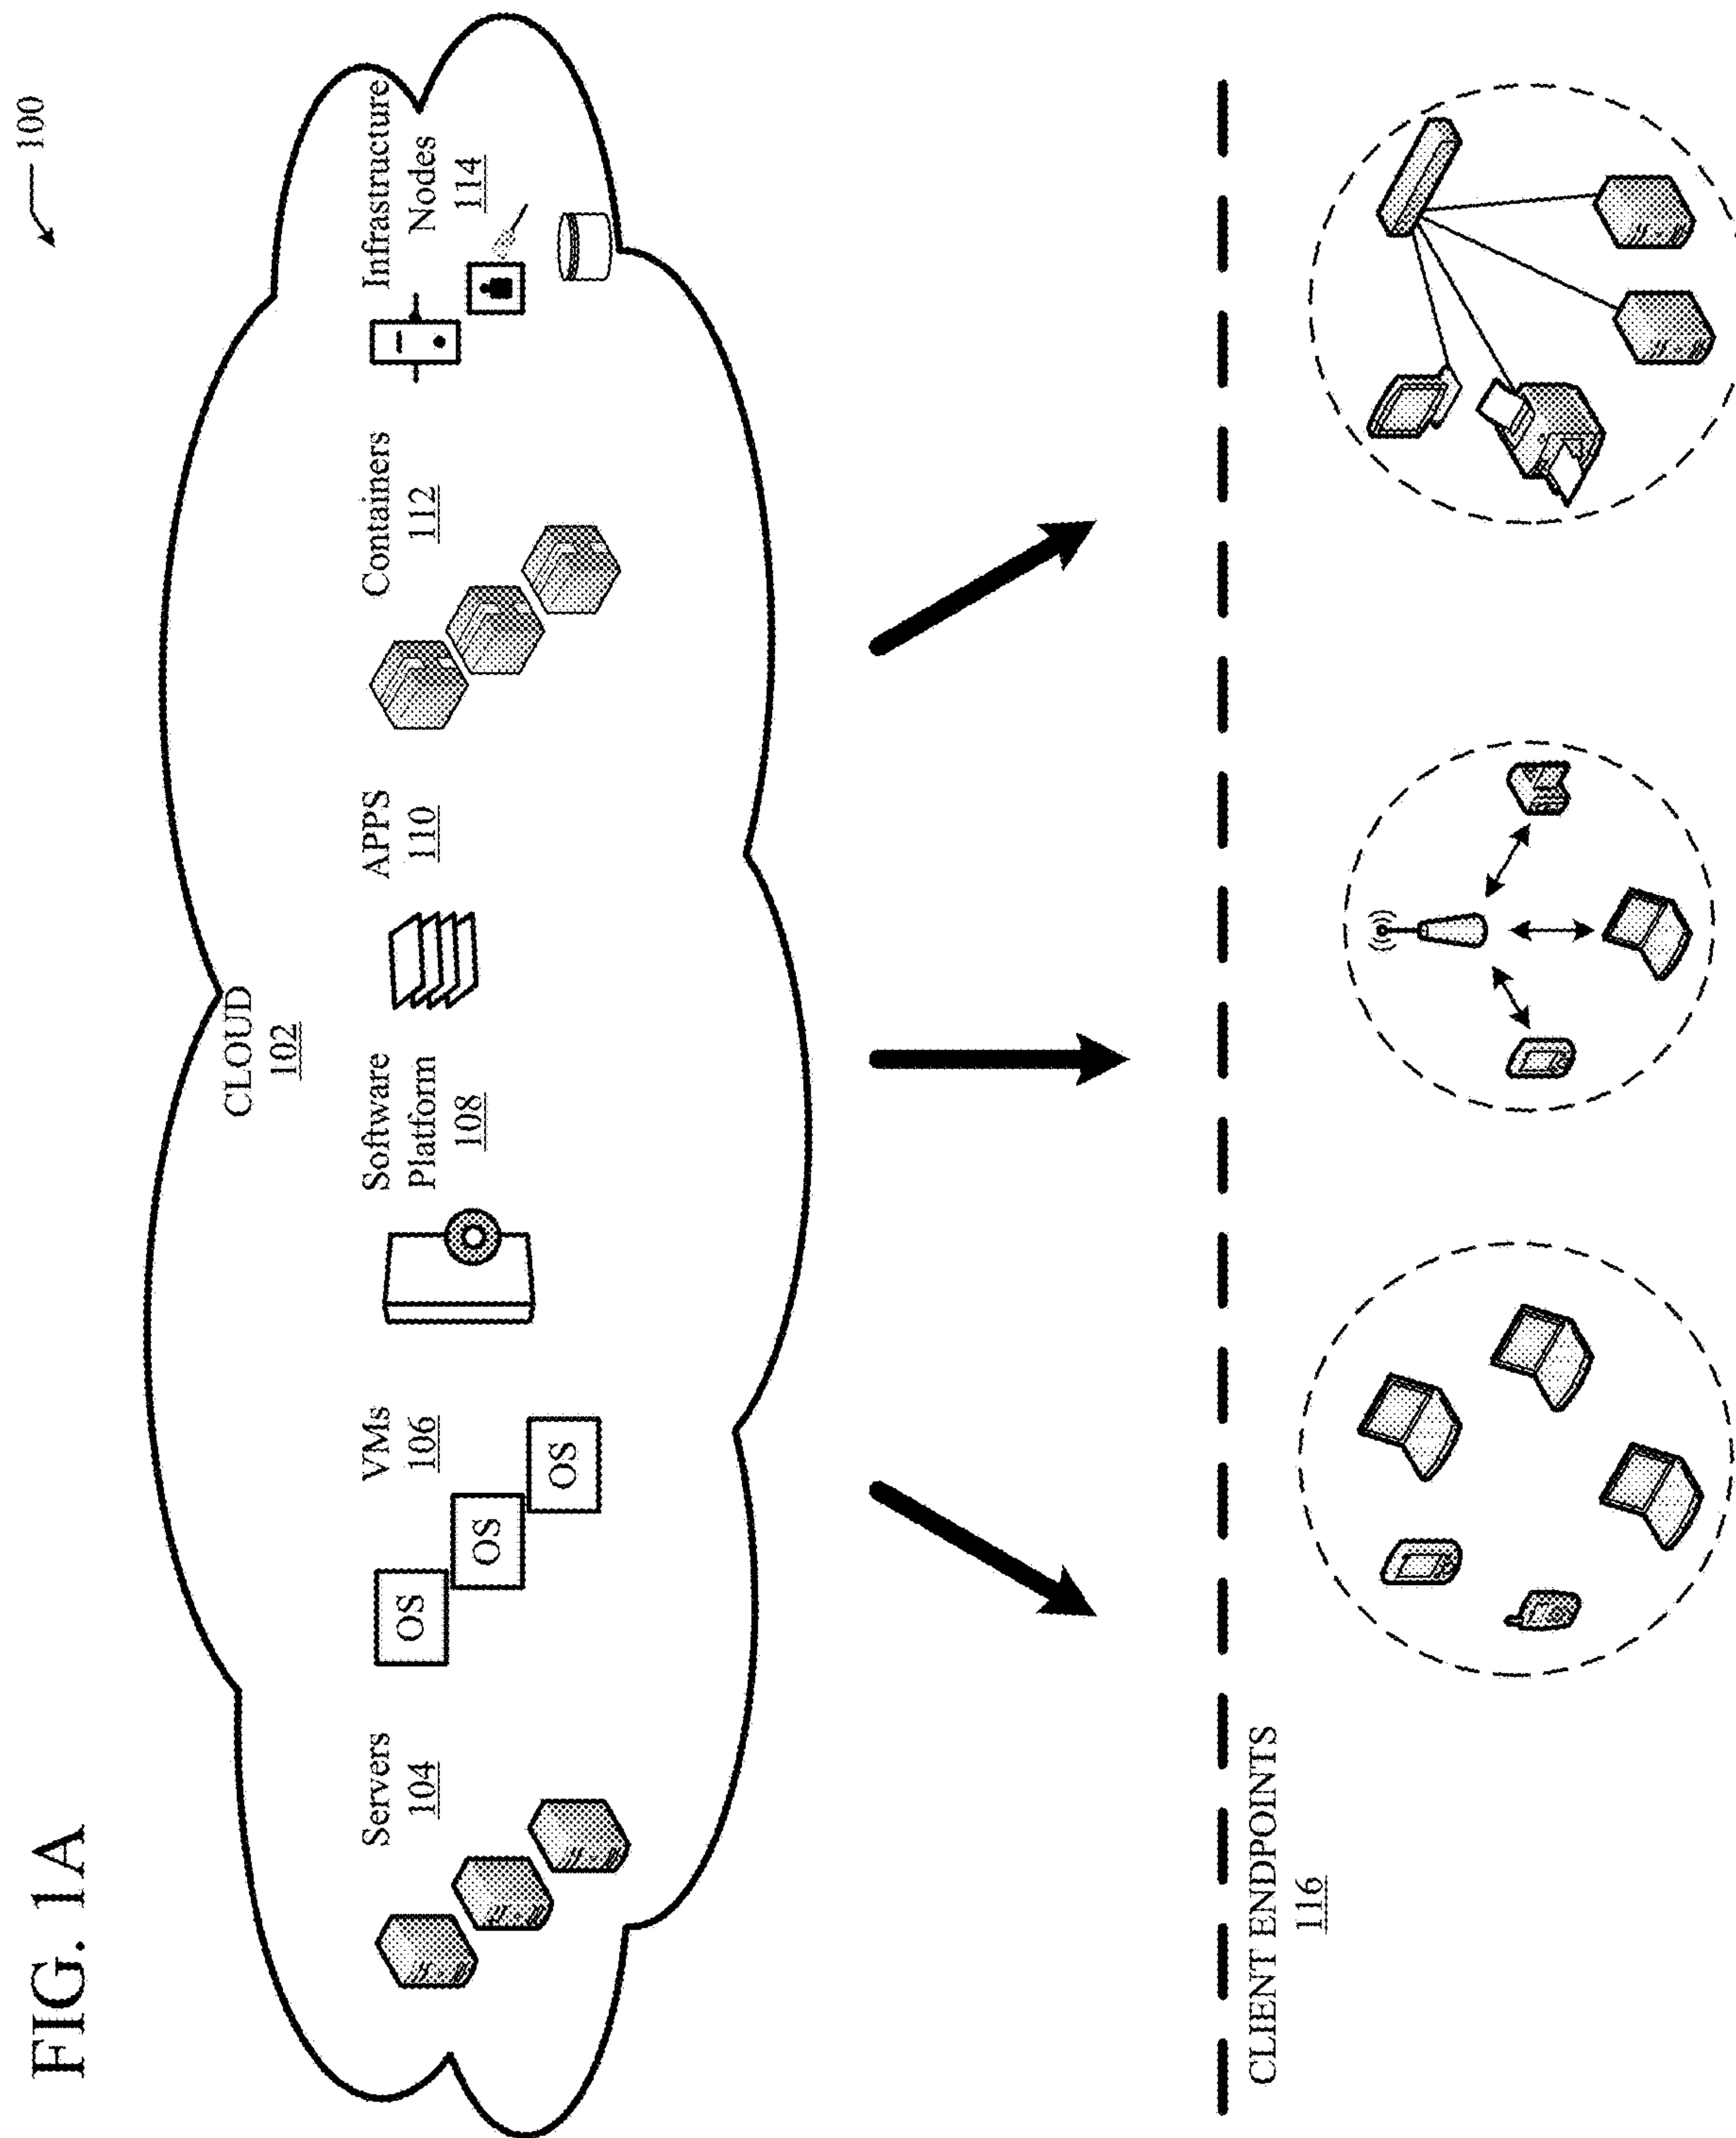 FIG. 1A
100
CLOUD
102
Servers
104
VMs
106
OS
OS
OS
Software
Platform
108
APPS
110
Containers
112
Infrastructure
Nodes
114
CLIENT ENDPOINTS
116